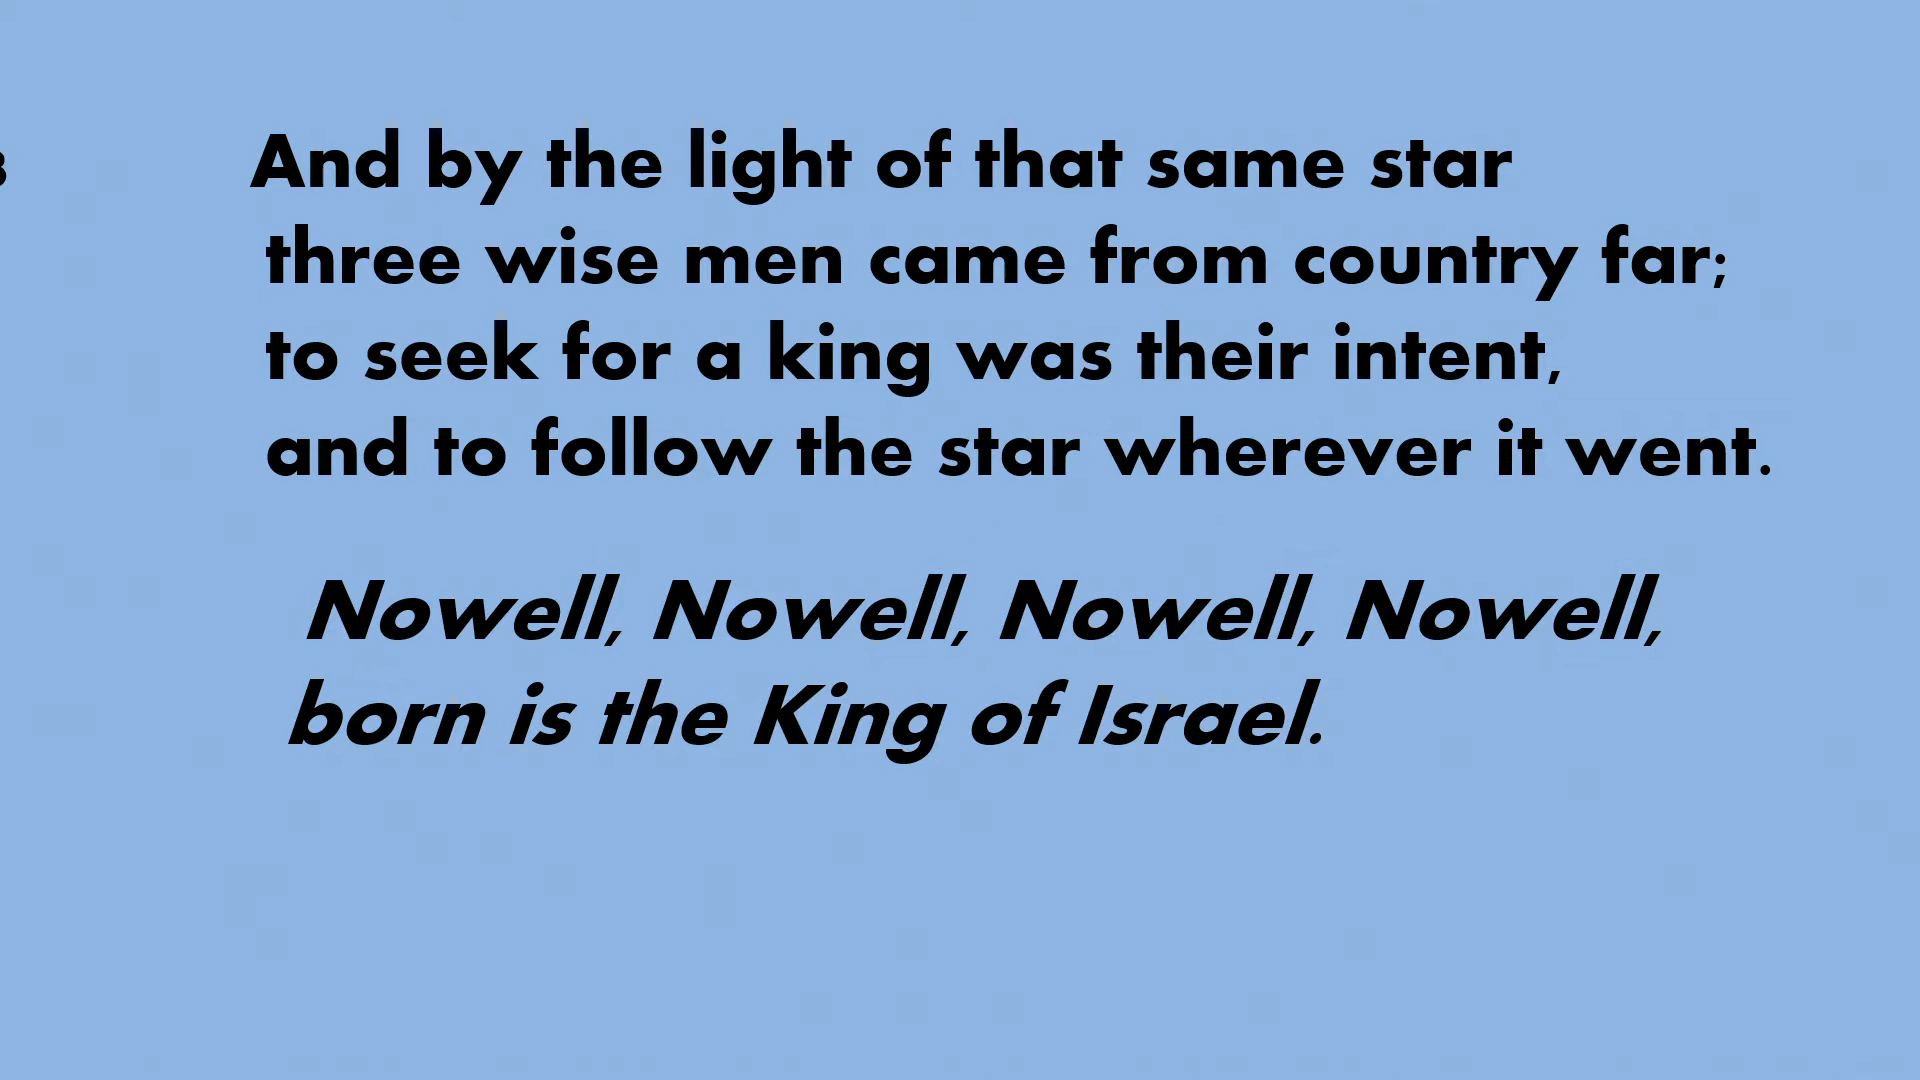 3 And by the light of that same star
three wise men came from country far;
to seek for a king was their intent,
and to follow the star wherever it went.
Nowell, Nowell, Nowell, Nowell,
born is the King of Israel.